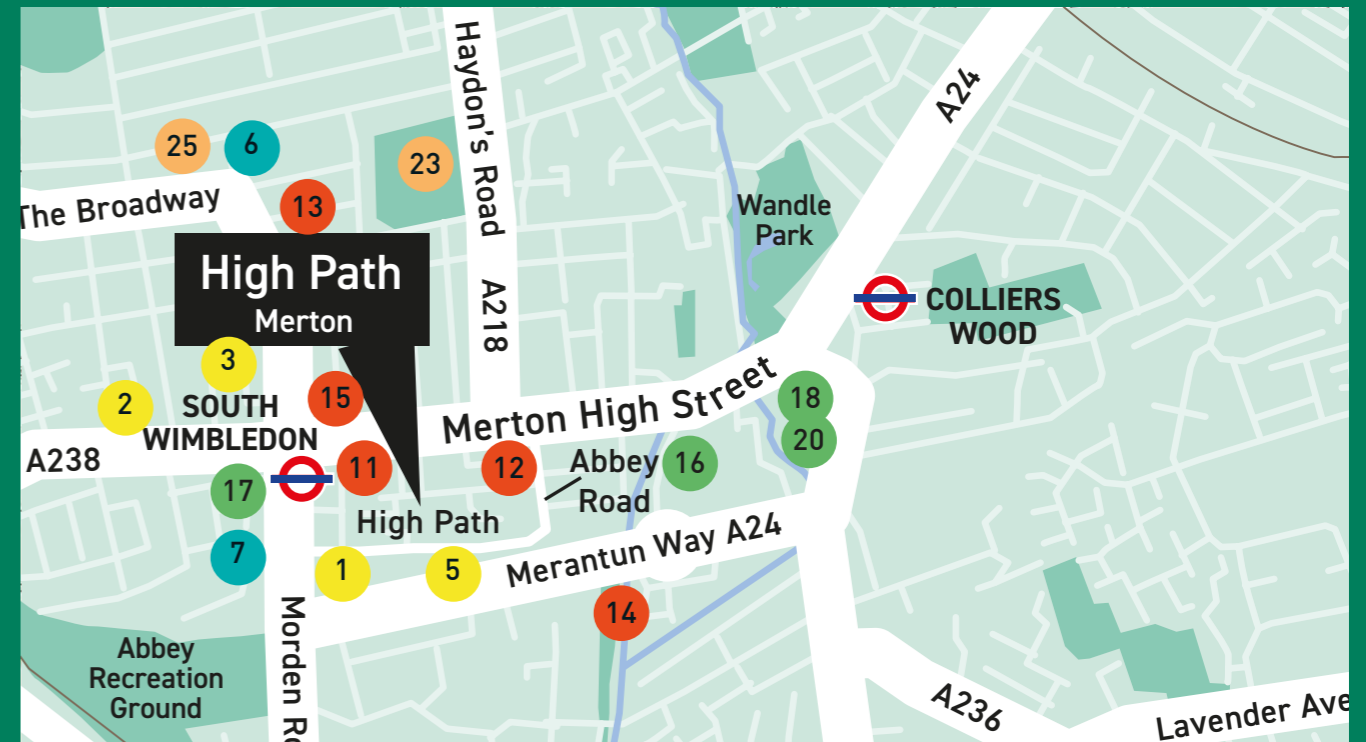 Haydon's Road
A24
25
6
23
13
The Broadway
Wandle
Park
High Path
Merton
A218
COLLIERS
WOOD
3
15
2
SOUTH
WIMBLEDON
Merton High Street
18
20
A238
11
12
Abbey
Road
16
17
High Path
7
1
5
Merantun Way A24
14
Morden Ro
Abbey
Recreation
Ground
A236
Lavender Ave